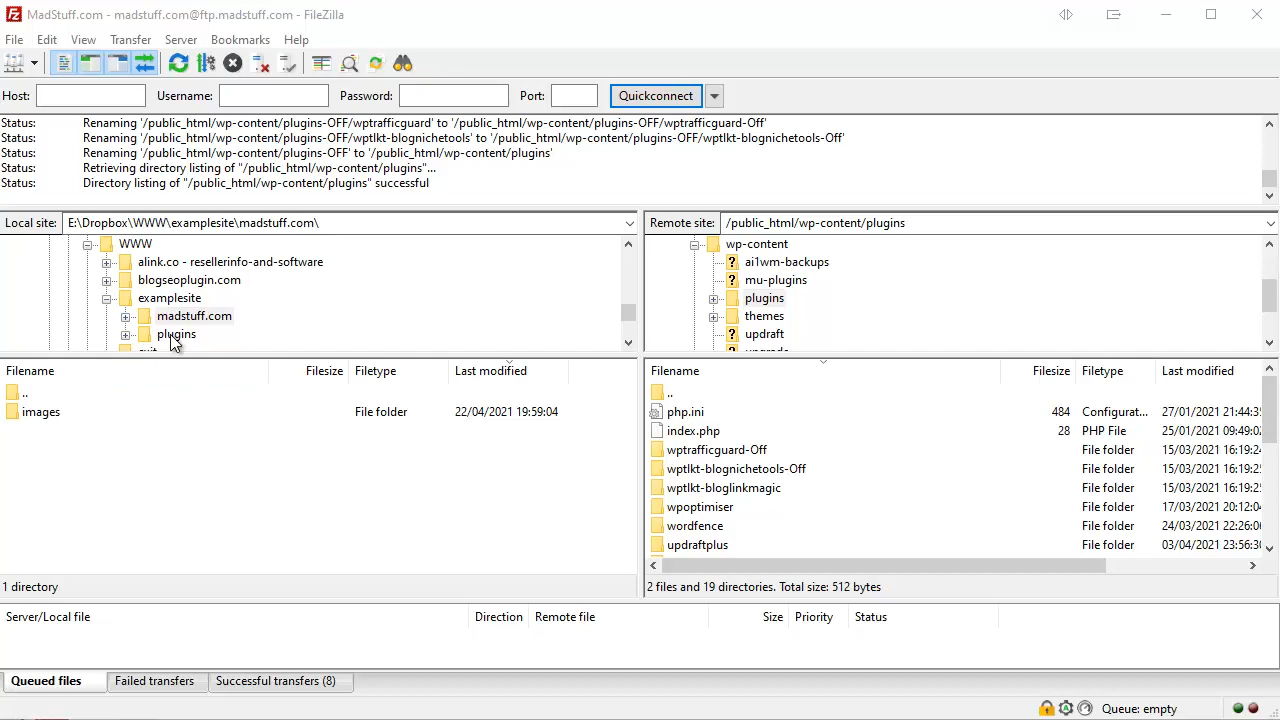 MadStuff.com - madstuff.com@ftp.madstuff.com - FileZilla
File Edit View Transfer Server Bookmarks Help
Host: Username: Password: Port: Quickconnect
Status: Renaming '/public_html/wp-content/plugins-OFF/wptrafficguard' to '/public_html/wp-content/plugins-OFF/wptrafficguard-Off'
Status: Renaming '/public_html/wp-content/plugins-OFF/wptlkt-blognichetools' to '/public_html/wp-content/plugins-OFF/wptlkt-blognichetools-Off'
Status: Renaming '/public_html/wp-content/plugins-OFF' to '/public_html/wp-content/plugins'
Status: Retrieving directory listing of "/public_html/wp-content/plugins"...
Status: Directory listing of "/public_html/wp-content/plugins" successful
Local site: E:\Dropbox\WWW\examplesite\madstuff.com\
WWW
alink.co - resellerinfo-and-software
blogseoplugin.com
examplesite
madstuff.com
plugins
Remote site: /public_html/wp-content/plugins
wp-content
ai1wm-backups
mu-plugins
plugins
themes
updraft
Filename Filesize Filetype Last modified
..
images File folder 22/04/2021 19:59:04
1 directory
Filename Filesize Filetype Last modified
..
php.ini 484 Configurat... 27/01/2021 21:44:3
index.php 28 PHP File 25/01/2021 09:49:0
wptrafficguard-Off File folder 15/03/2021 16:19:2
wptlkt-blognichetools-Off File folder 15/03/2021 16:19:2
wptlkt-bloglinkmagic File folder 15/03/2021 16:19:2
wpoptimiser File folder 17/03/2021 20:12:0
wordfence File folder 24/03/2021 22:26:0
updraftplus File folder 03/04/2021 23:56:3
2 files and 19 directories. Total size: 512 bytes
Server/Local file Direction Remote file Size Priority Status
Queued files Failed transfers Successful transfers (8)
Queue: empty